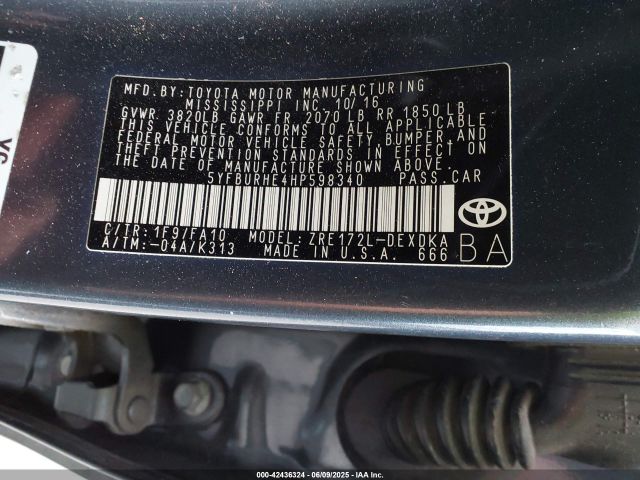 MFD. BY: TOYOTA MOTOR MANUFACTURING
MISSISSIPPI INC. 10/16
GVWR 3820LB GAWR FR 2070 LB RR 1850 LB
THIS VEHICLE CONFORMS TO ALL APPLICABLE
FEDERAL MOTOR VEHICLE SAFETY, BUMPER, AND
THEFT PREVENTION STANDARDS IN EFFECT
ON THE DATE OF MANUFACTURE SHOWN ABOVE.
5YFBURHE4HP598340 PASS. CAR
C/TR: 1F9/FA10 MODEL: ZRE172L-DEXDKA
A/TM: -04A/K313 MADE IN U.S.A. 666
BA
000-42436324 - 06/09/2025 - IAAI - Copart